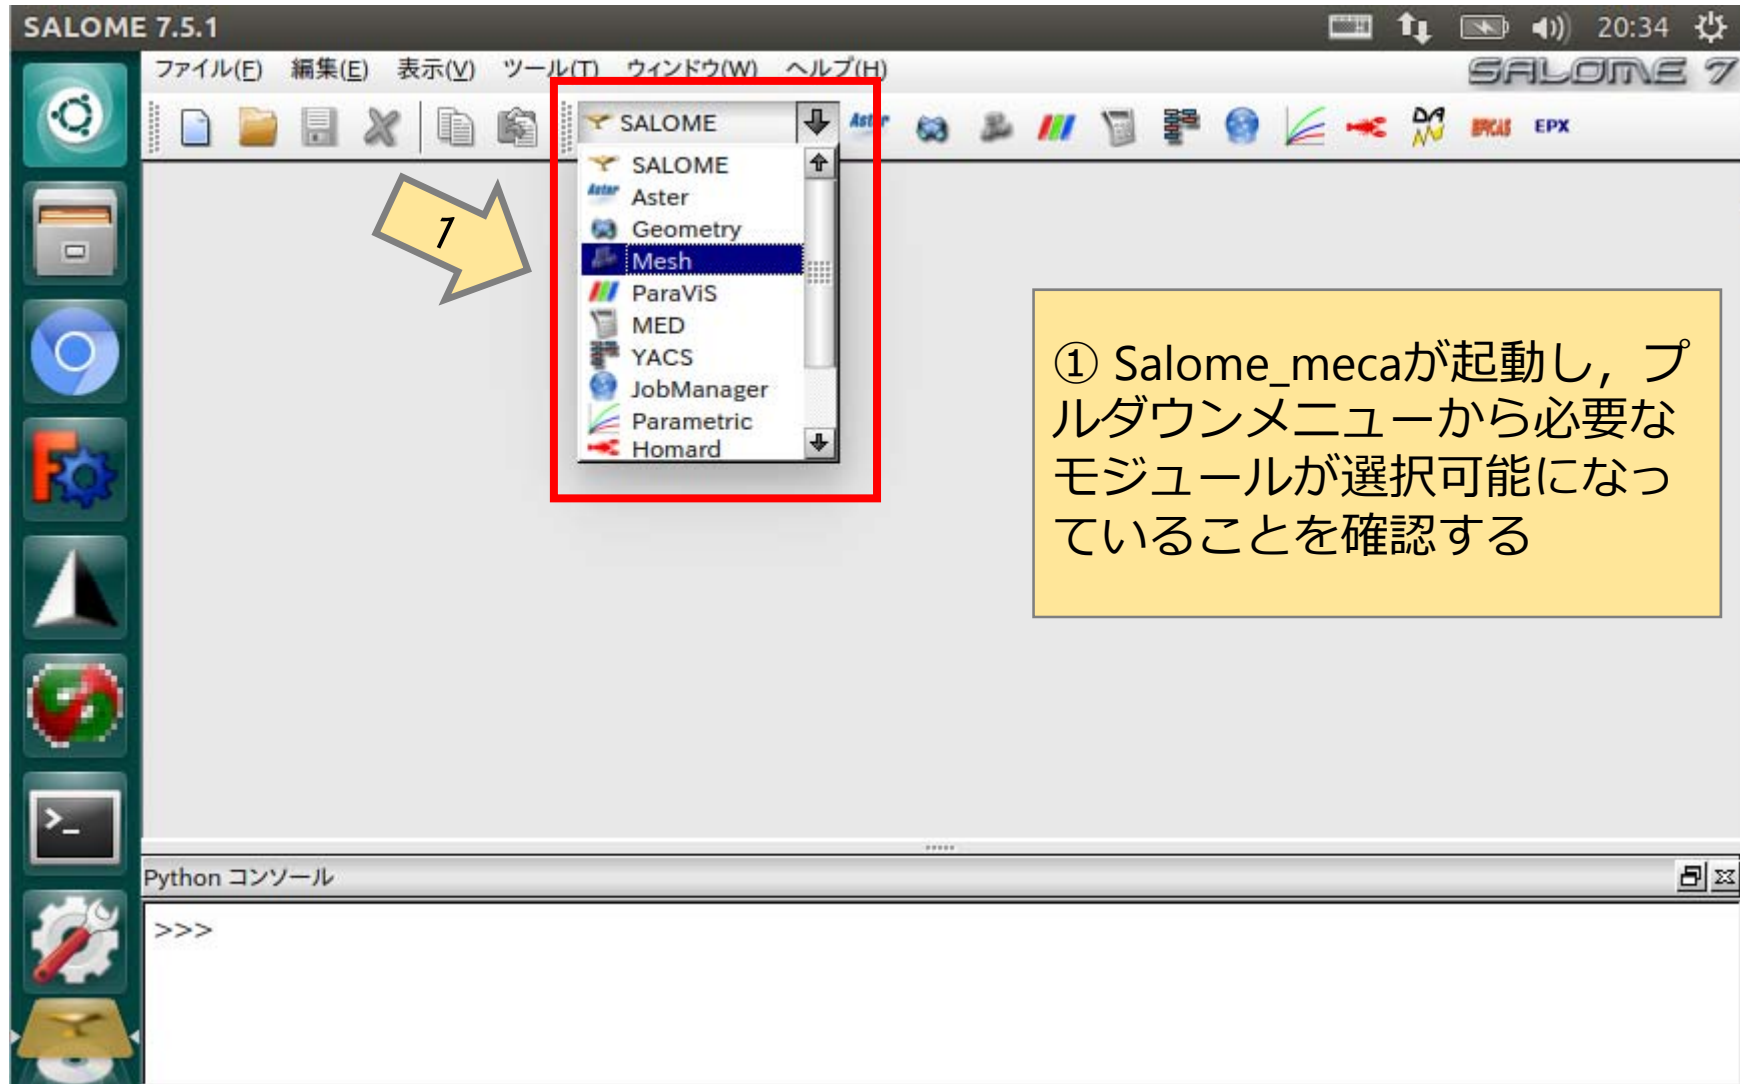 SALOME 7.5.1
20:34
ファイル(F) 編集(E) 表示(V) ツール(T) ウィンドウ(W) ヘルプ(H)
SALOME 7
SALOME
Aster
EFICAS
EPX
SALOME
Aster
Aster
Geometry
Mesh
ParaViS
MED
YACS
JobManager
Parametric
Homard
1
① Salome_mecaが起動し，プ
ルダウンメニューから必要な
モジュールが選択可能になっ
ていることを確認する
Python コンソール
>>>
>_